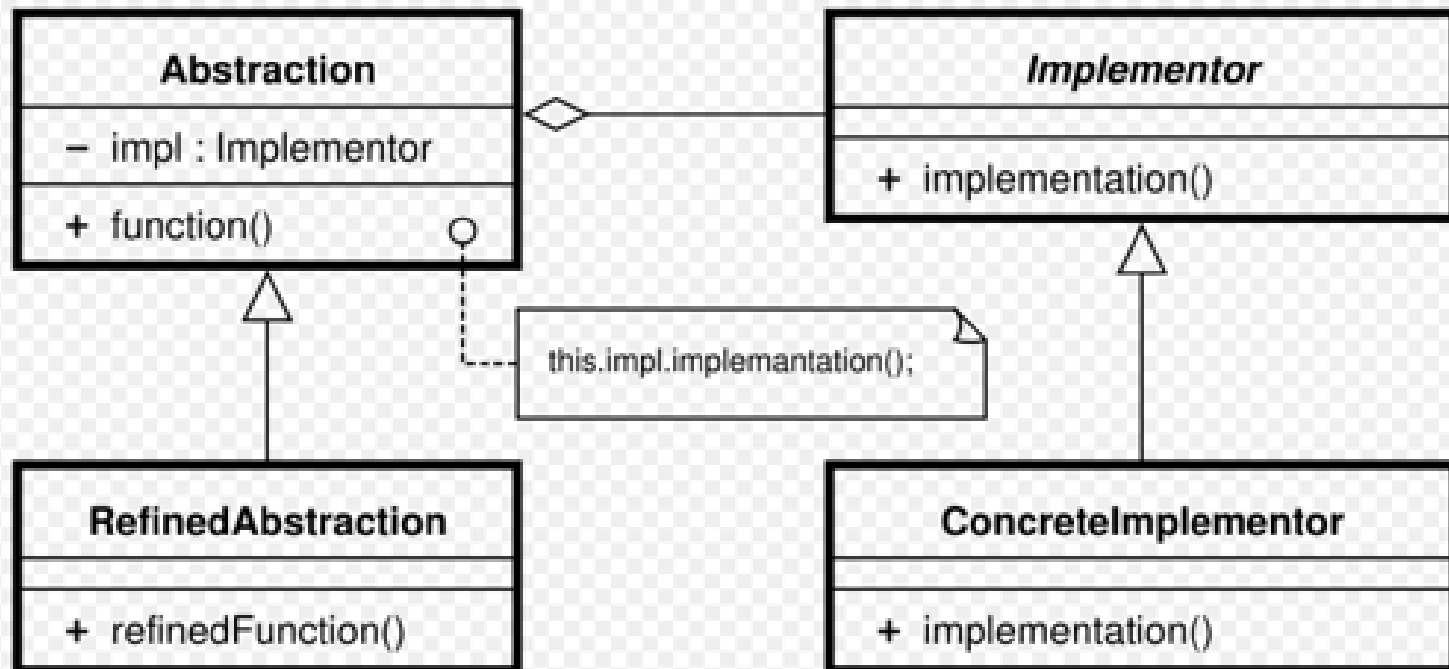 Abstraction
– impl : Implementor
+ function()
Implementor
+ implementation()
this.impl.implemantation();
RefinedAbstraction
+ refinedFunction()
ConcreteImplementor
+ implementation()